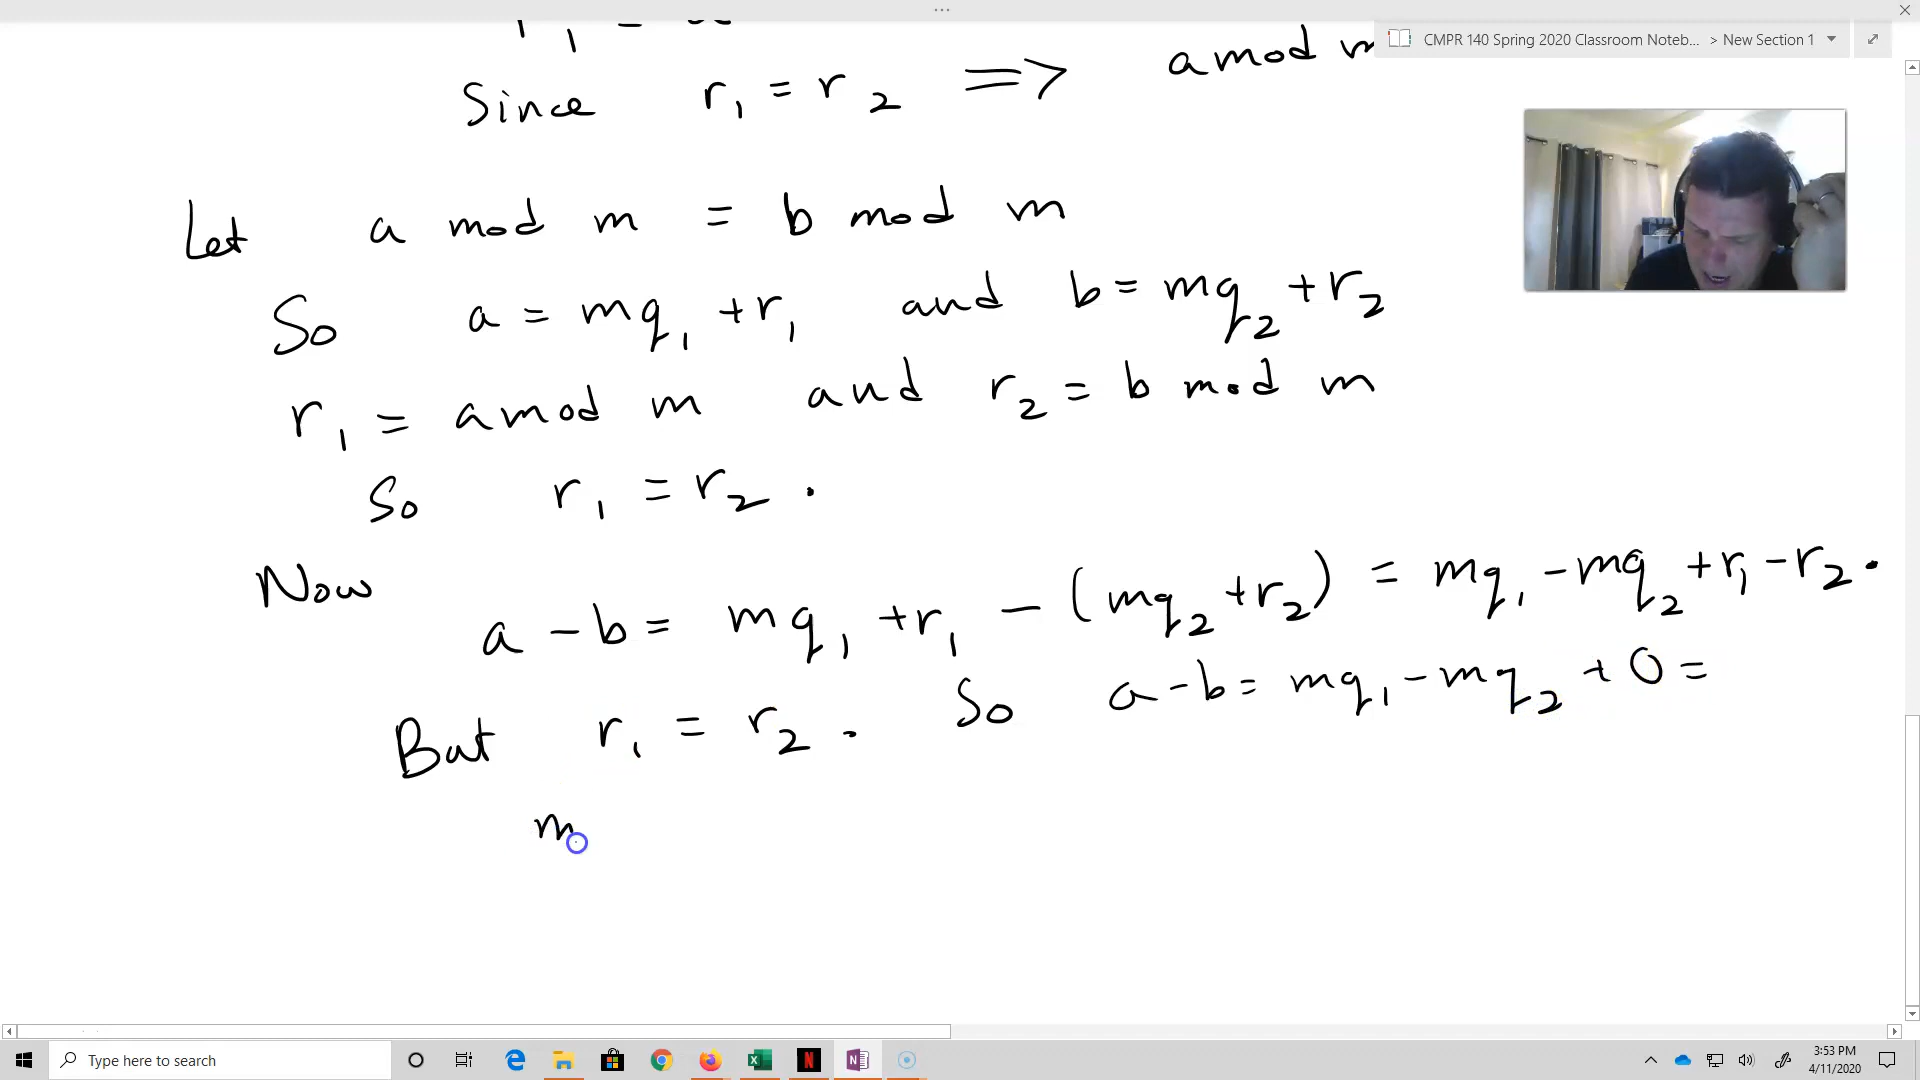 ...
CMPR 140 Spring 2020 Classroom Noteb... > New Section 1
Since r₁ = r₂ => a mod m
Let a mod m = b mod m
So a = mq₁ + r₁ and b = mq₂ + r₂
r₁ = a mod m and r₂ = b mod m
So r₁ = r₂ .
Now
a - b = mq₁ + r₁ - (mq₂ + r₂) = mq₁ - mq₂ + r₁ - r₂ .
But r₁ = r₂ . So a - b = mq₁ - mq₂ + 0 =
m
Type here to search
3:53 PM
4/11/2020